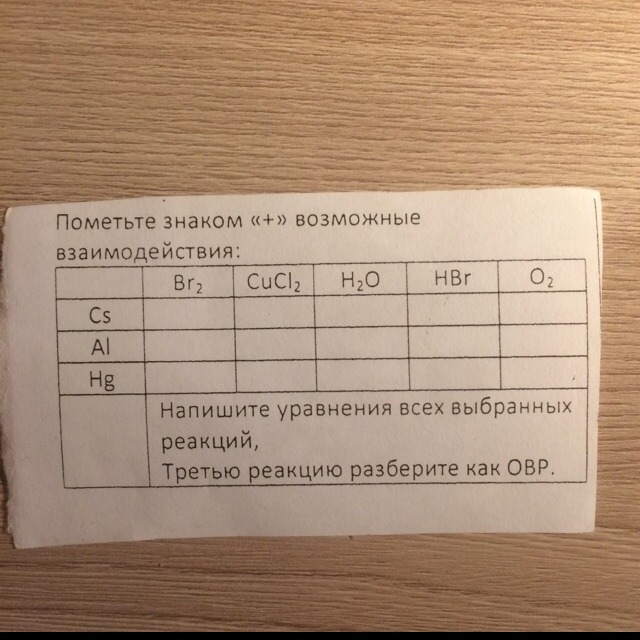 Пометьте знаком «+» возможные
взаимодействия:
Br₂ CuCl₂ H₂O HBr O₂
Cs
Al
Hg
Напишите уравнения всех выбранных
реакций,
Третью реакцию разберите как ОВР.